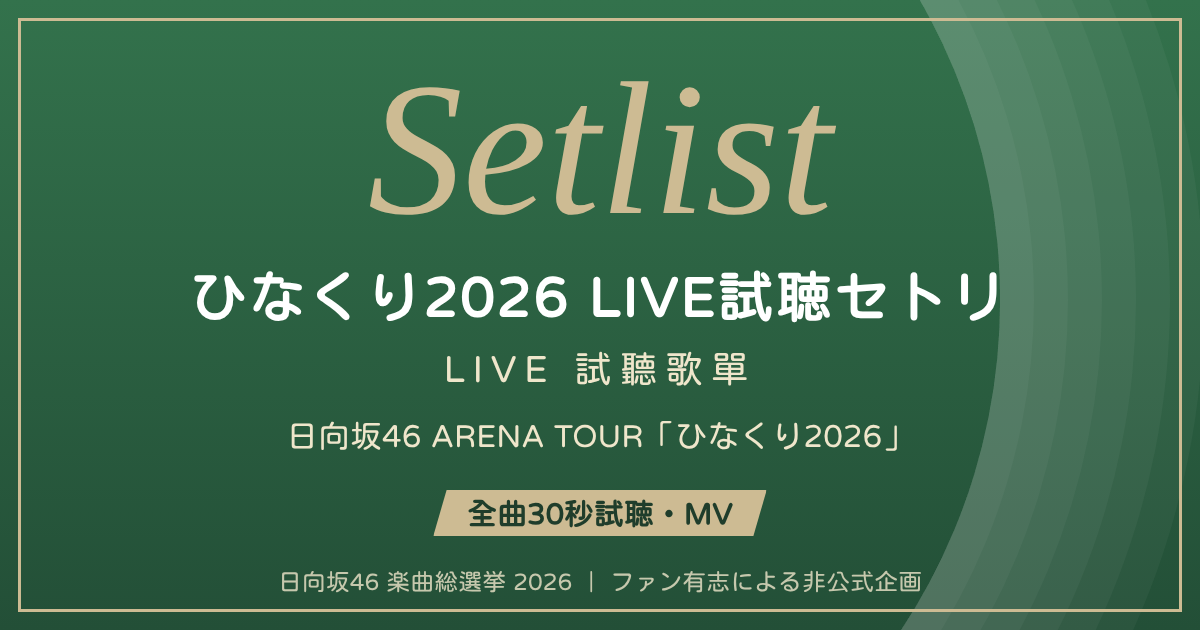 Setlist
ひなくり2026 LIVE試聴セトリ
LIVE 試聽歌單
日向坂46 ARENA TOUR「ひなくり2026」
全曲30秒試聴・MV
日向坂46 楽曲総選挙 2026 ｜ ファン有志による非公式企画